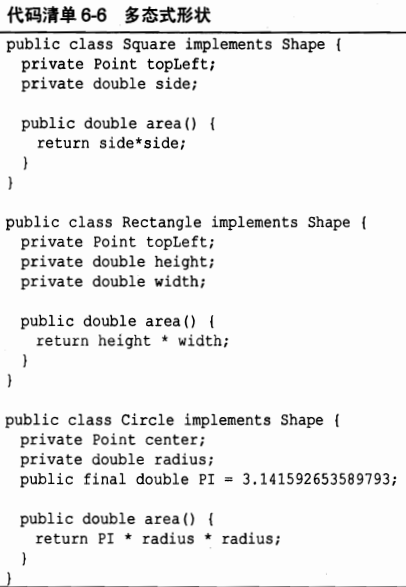 代码清单 6-6 多态式形状
public class Square implements Shape {
  private Point topLeft;
  private double side;

  public double area() {
    return side*side;
  }
}

public class Rectangle implements Shape {
  private Point topLeft;
  private double height;
  private double width;

  public double area() {
    return height * width;
  }
}

public class Circle implements Shape {
  private Point center;
  private double radius;
  public final double PI = 3.141592653589793;

  public double area() {
    return PI * radius * radius;
  }
}